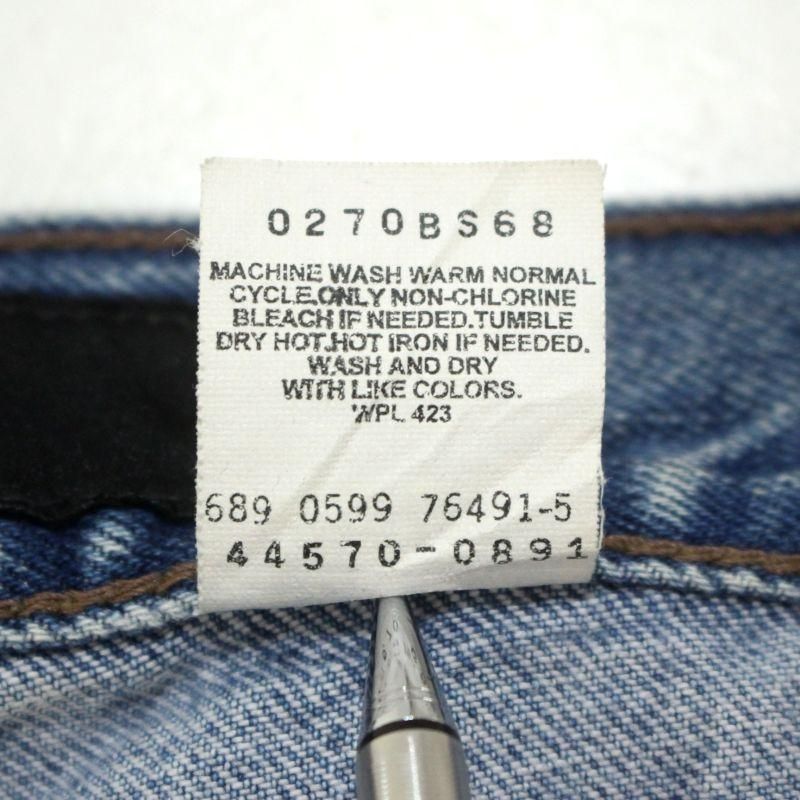 0270BS68
MACHINE WASH WARM NORMAL
CYCLE.ONLY NON-CHLORINE
BLEACH IF NEEDED.TUMBLE
DRY HOT.HOT IRON IF NEEDED.
WASH AND DRY
WITH LIKE COLORS.
WPL 423
689 0599 76491-5
44570-0891